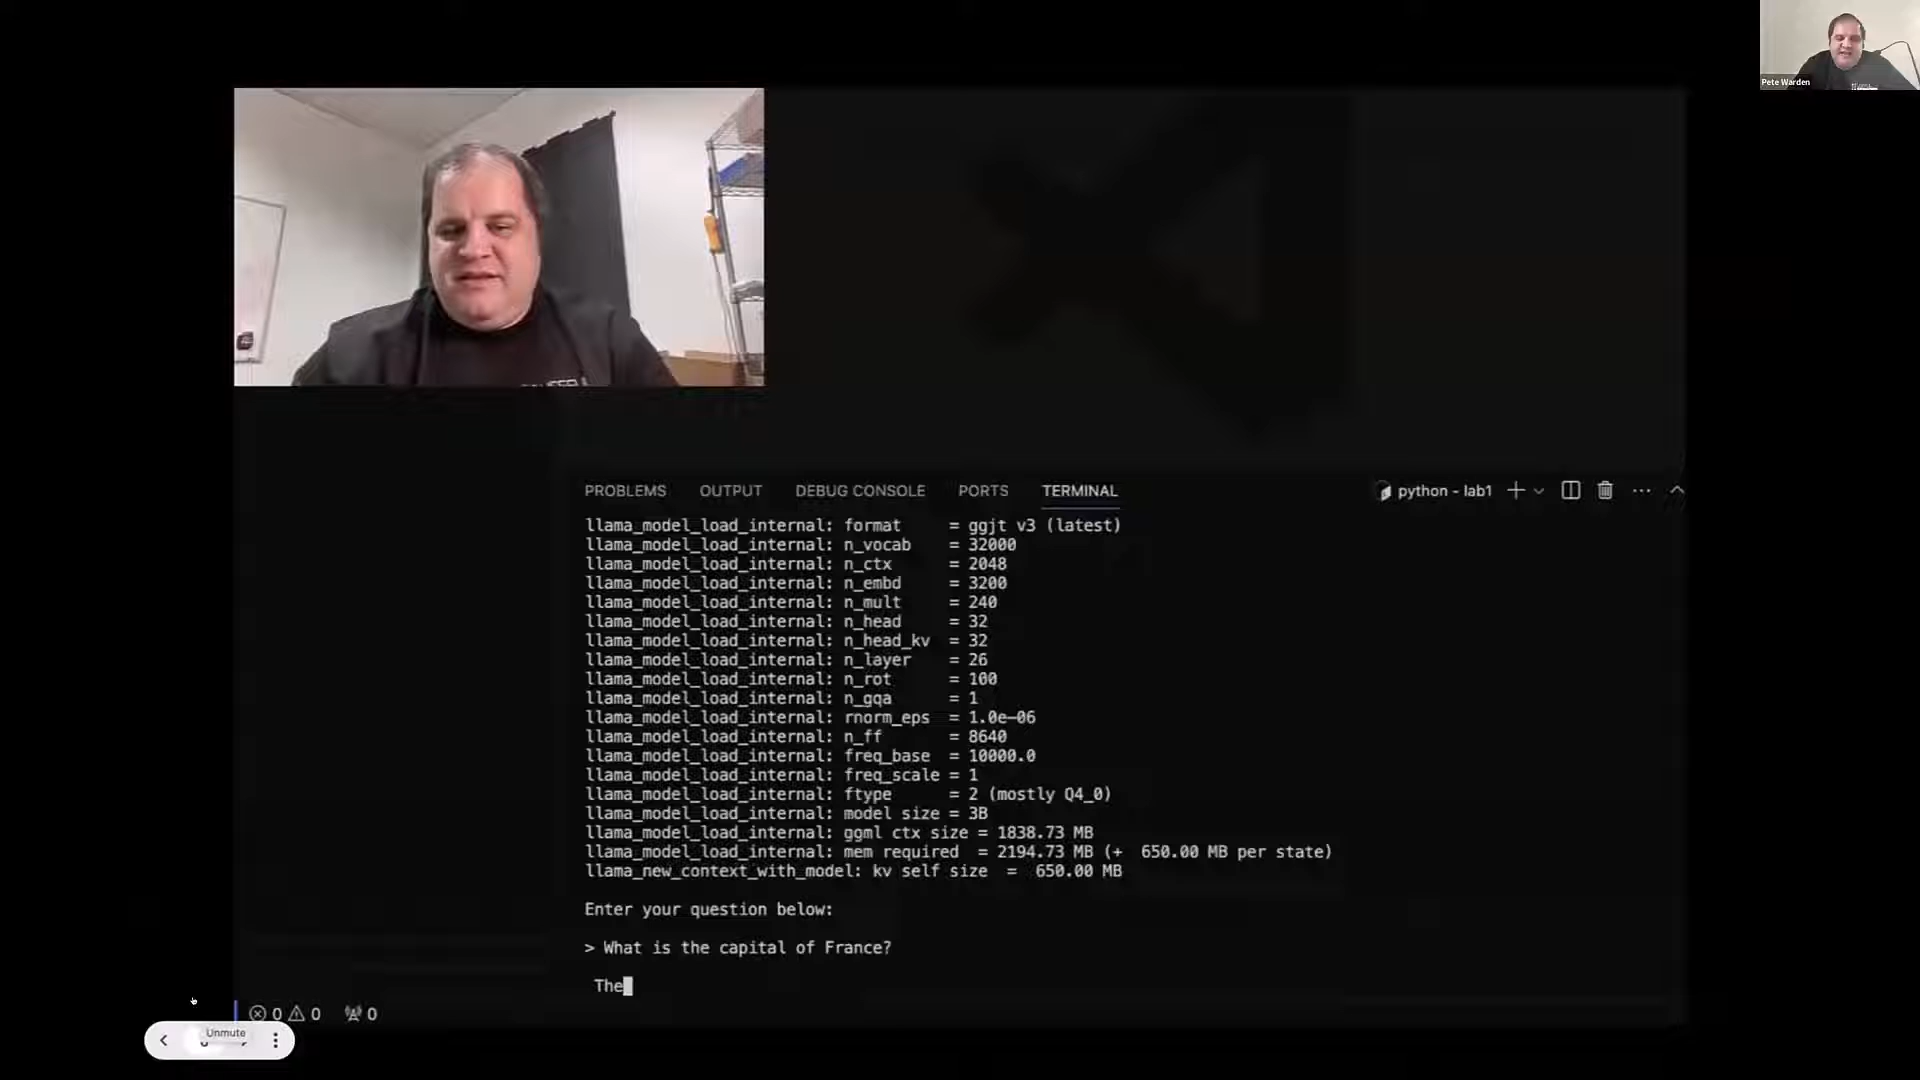 Pete Warden
PROBLEMS OUTPUT DEBUG CONSOLE PORTS TERMINAL python - lab1
llama_model_load_internal: format = ggjt v3 (latest)
llama_model_load_internal: n_vocab = 32000
llama_model_load_internal: n_ctx = 2048
llama_model_load_internal: n_embd = 3200
llama_model_load_internal: n_mult = 240
llama_model_load_internal: n_head = 32
llama_model_load_internal: n_head_kv = 32
llama_model_load_internal: n_layer = 26
llama_model_load_internal: n_rot = 100
llama_model_load_internal: n_gqa = 1
llama_model_load_internal: rnorm_eps = 1.0e-06
llama_model_load_internal: n_ff = 8640
llama_model_load_internal: freq_base = 10000.0
llama_model_load_internal: freq_scale = 1
llama_model_load_internal: ftype = 2 (mostly Q4_0)
llama_model_load_internal: model size = 3B
llama_model_load_internal: ggml ctx size = 1838.73 MB
llama_model_load_internal: mem required = 2194.73 MB (+ 650.00 MB per state)
llama_new_context_with_model: kv self size = 650.00 MB
Enter your question below:
> What is the capital of France?
The
0 0 0
Unmute